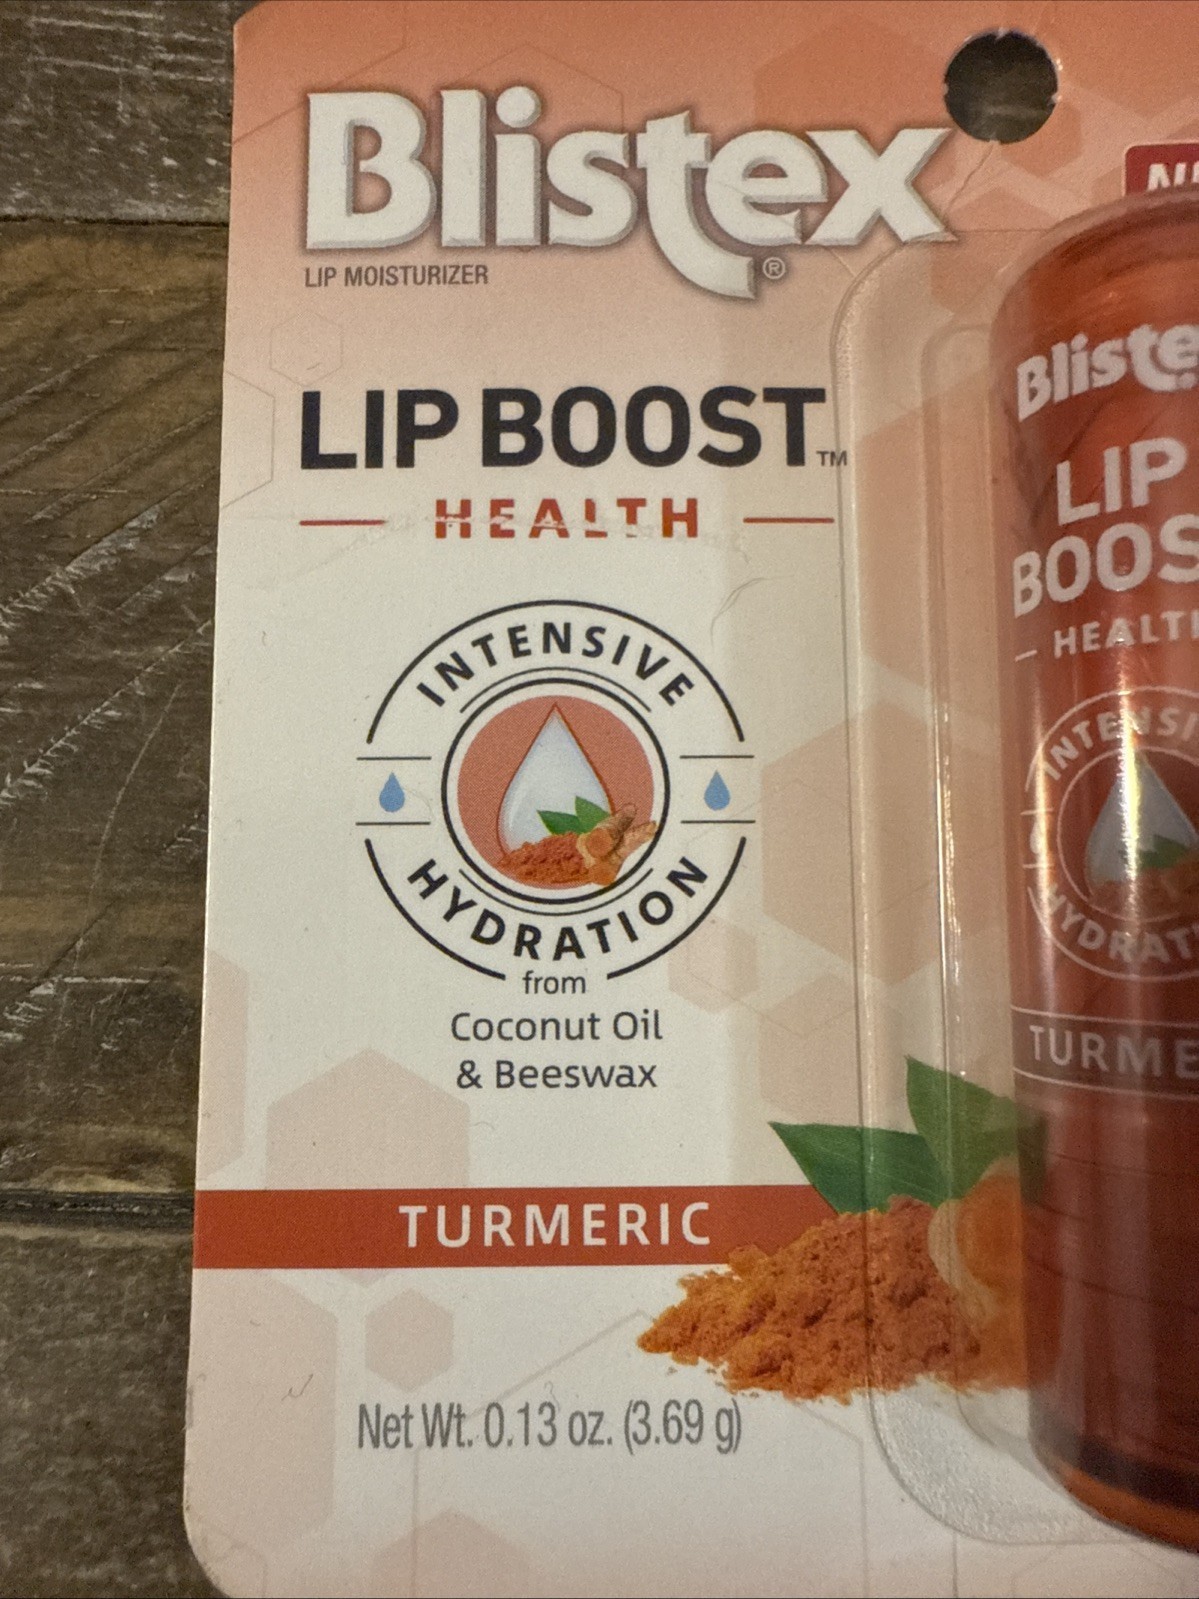 Blistex®
LIP MOISTURIZER
LIP BOOST™
HEALTH
INTENSIVE
HYDRATION
from
Coconut Oil
& Beeswax
TURMERIC
Net Wt. 0.13 oz. (3.69 g)
Bliste
LIP
BOOS
HEALT
INTENSI
HYDRAT
TURME